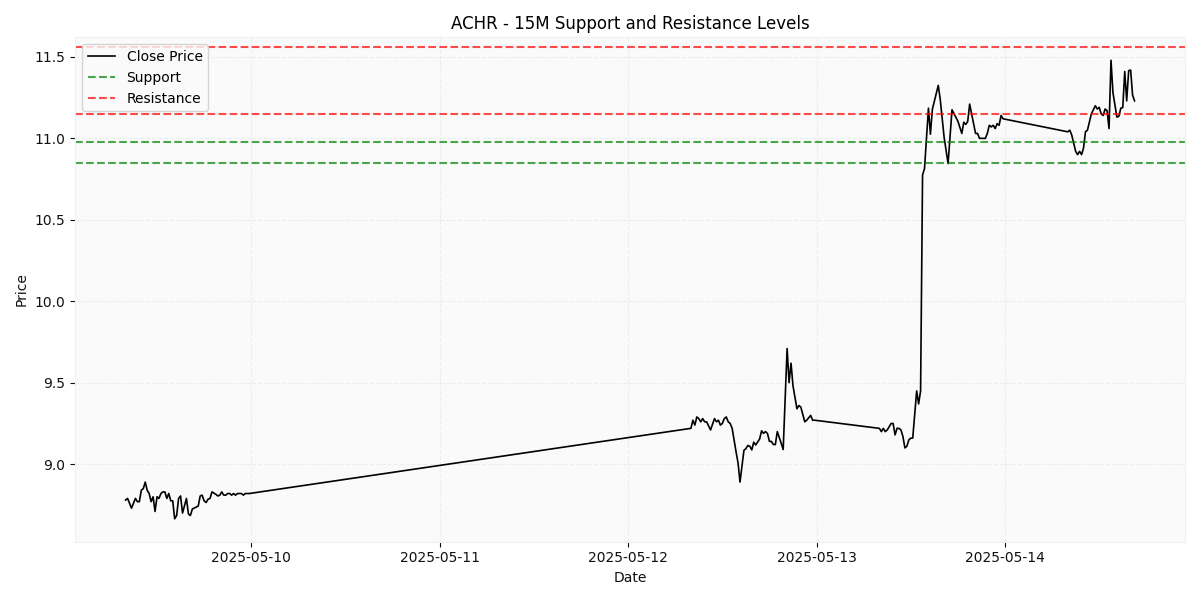 ACHR - 15M Support and Resistance Levels
Close Price
Support
Resistance
11.5
11.0
10.5
10.0
9.5
9.0
Price
2025-05-10
2025-05-11
2025-05-12
2025-05-13
2025-05-14
Date